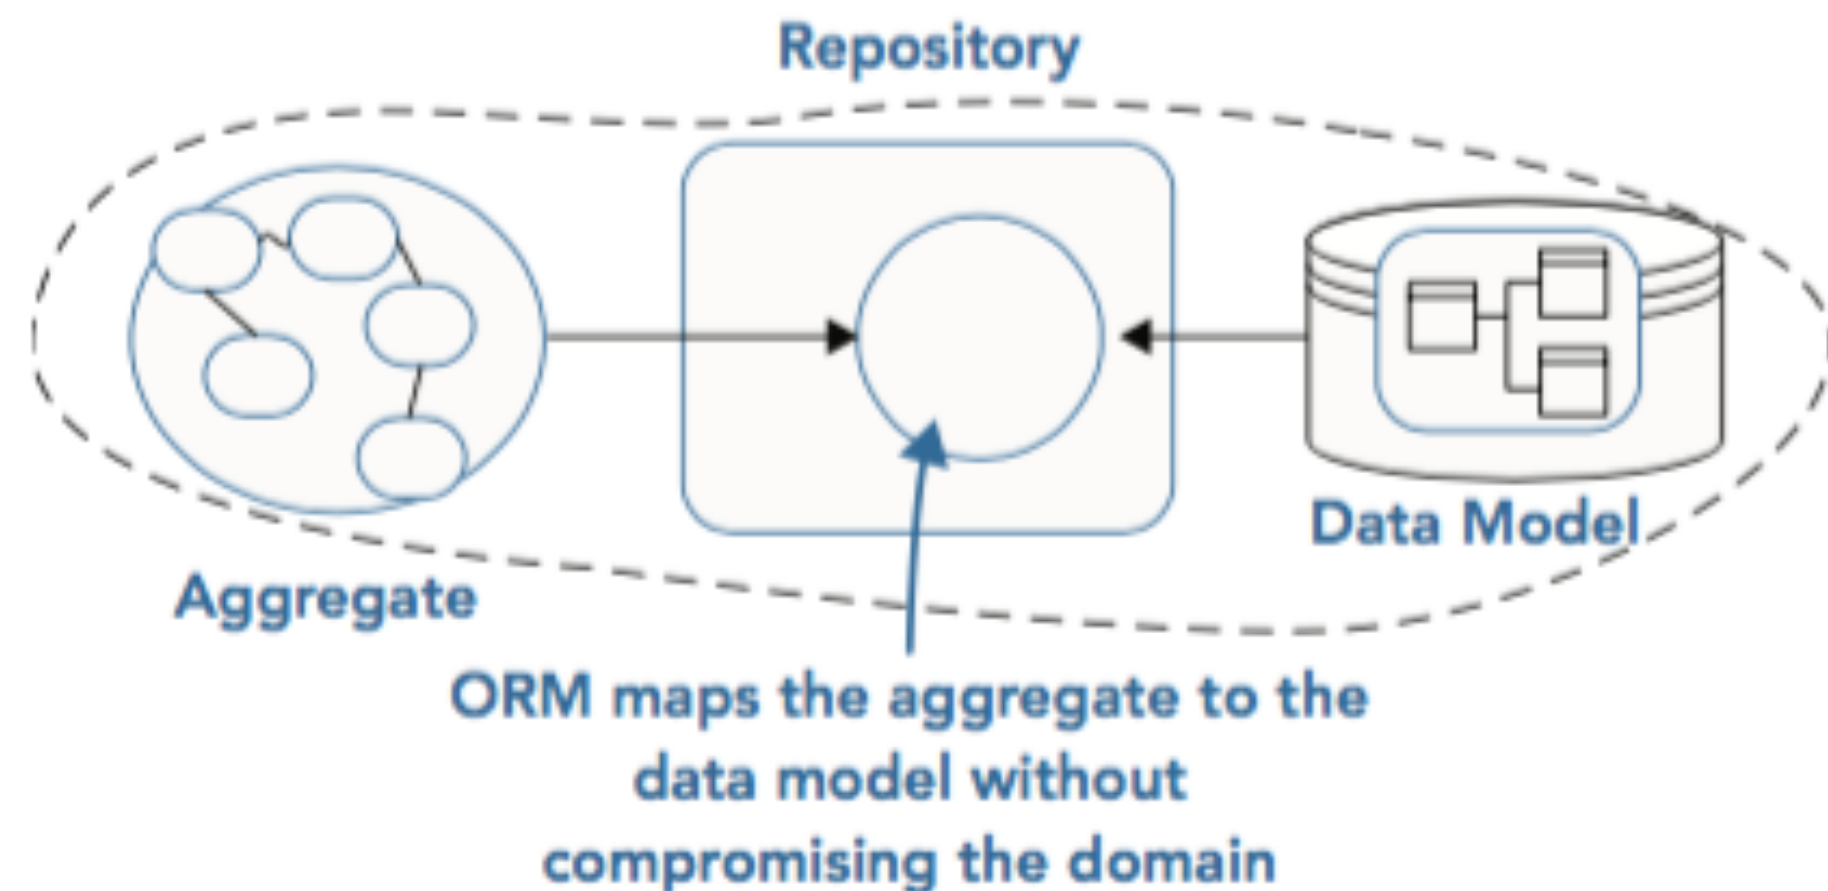 Repository
Data Model
Aggregate
ORM maps the aggregate to the
data model without
compromising the domain